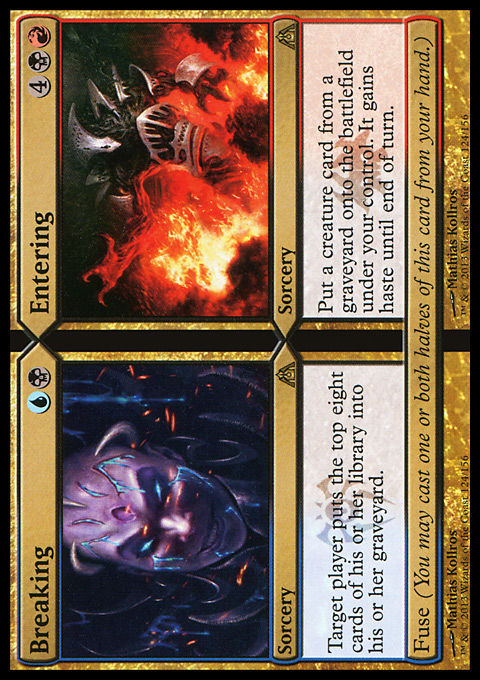 Breaking
Sorcery
Target player puts the top eight
cards of his or her library into
his or her graveyard.
Entering
4
Sorcery
Put a creature card from a
graveyard onto the battlefield
under your control. It gains
haste until end of turn.
Fuse (You may cast one or both halves of this card from your hand.)
Mathias Kollros
™ & © 2013 Wizards of the Coast 124/156
Mathias Kollros
™ & © 2013 Wizards of the Coast 124/156